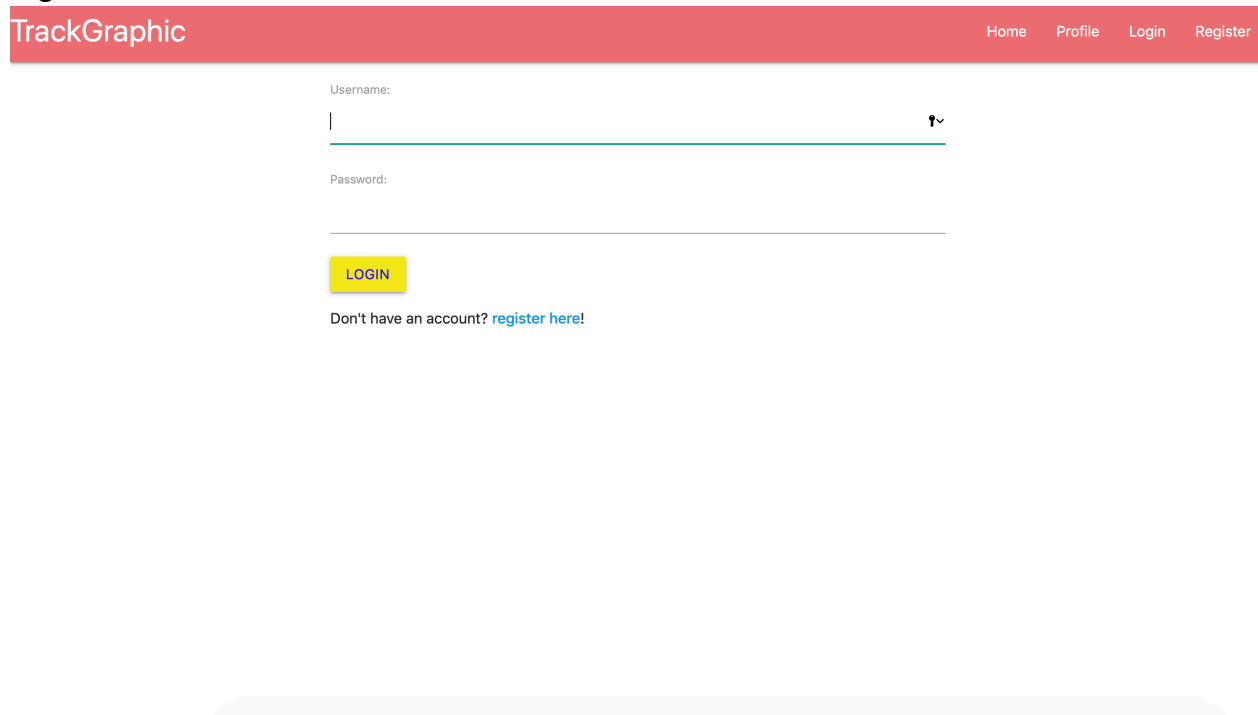 TrackGraphic Home Profile Login Register
Username:
Password:
LOGIN
Don't have an account? register here!